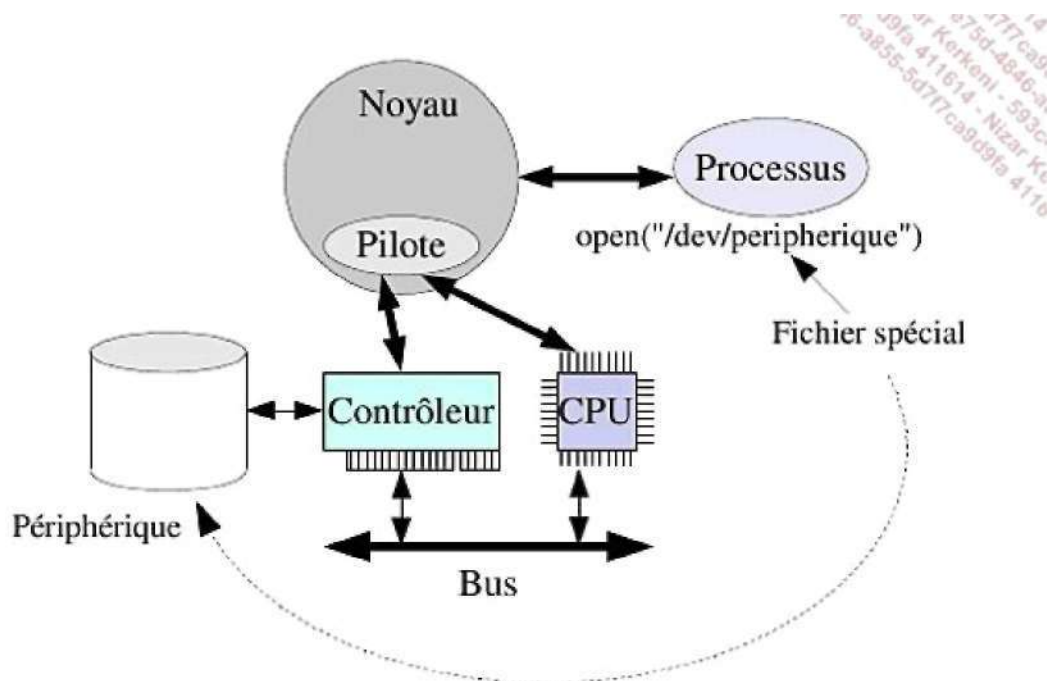 Noyau
Processus
Pilote
open("/dev/peripherique")
Fichier spécial
Contrôleur
CPU
Périphérique
Bus